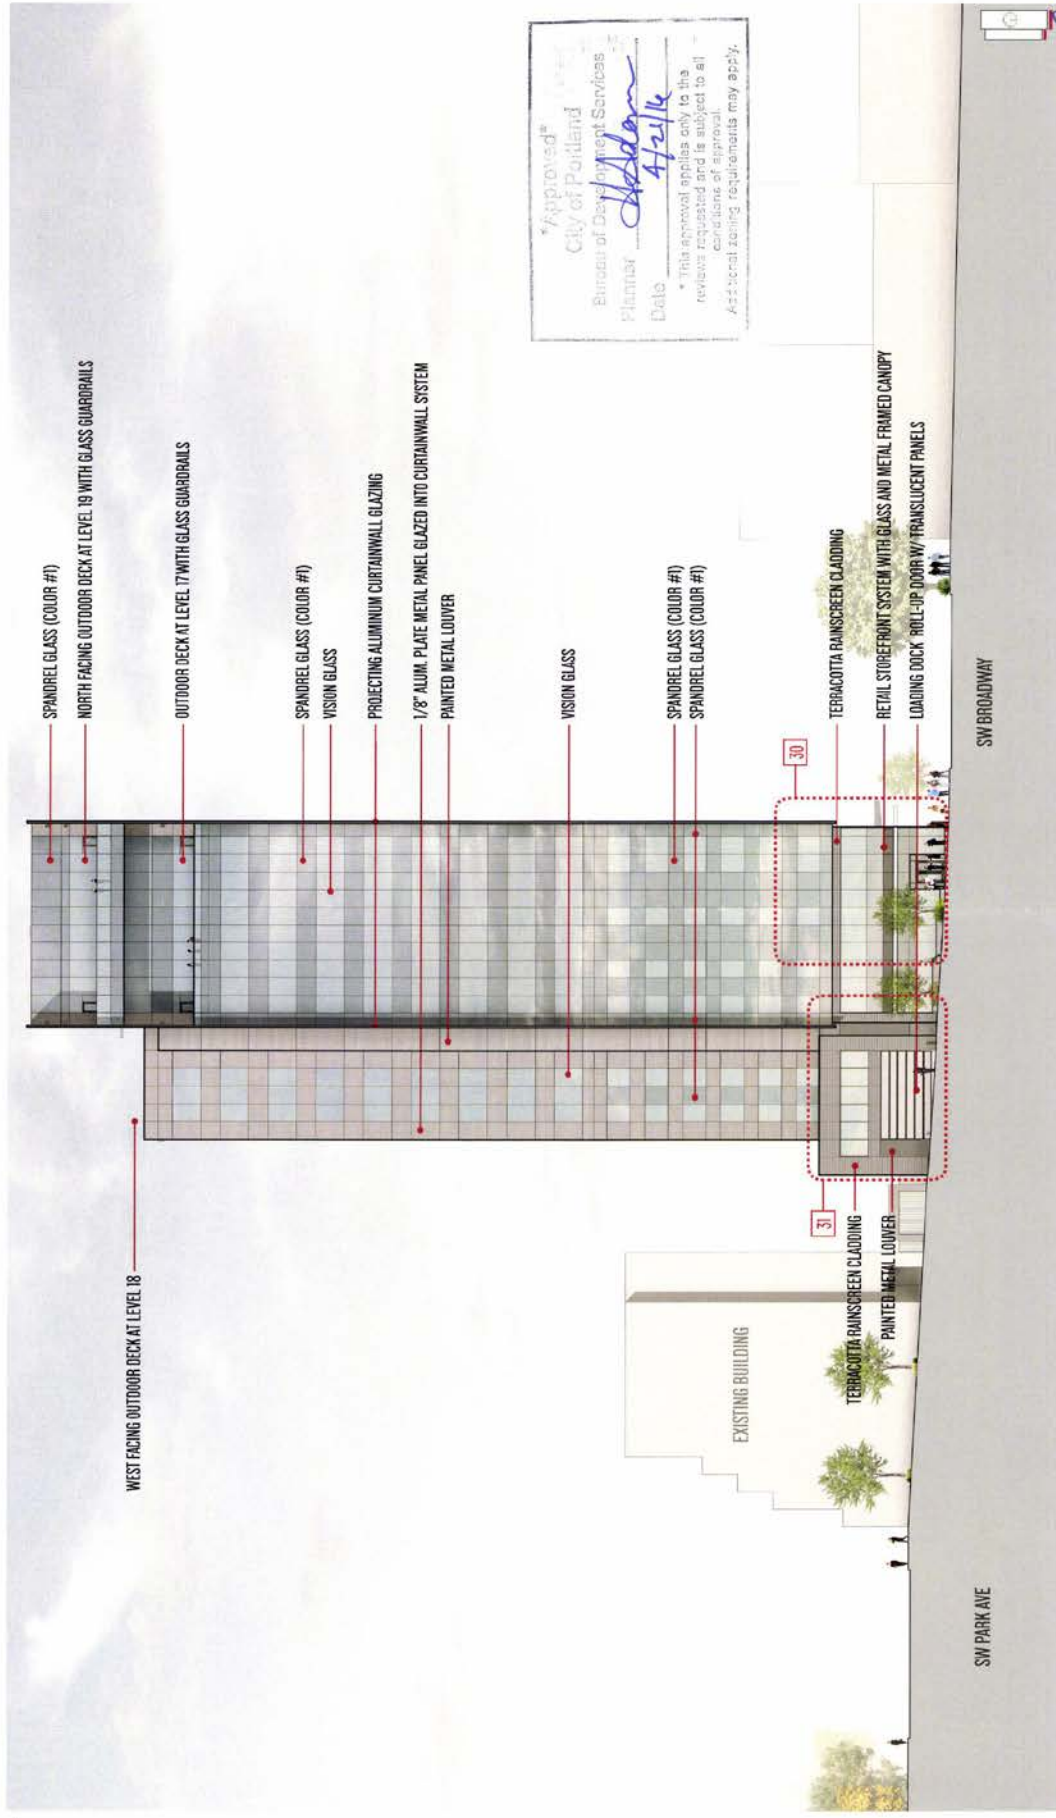 WEST FACING OUTDOOR DECK AT LEVEL 18
SPANDREL GLASS (COLOR #1)
NORTH FACING OUTDOOR DECK AT LEVEL 19 WITH GLASS GUARDRAILS
OUTDOOR DECK AT LEVEL 17 WITH GLASS GUARDRAILS
SPANDREL GLASS (COLOR #1)
VISION GLASS
PROJECTING ALUMINUM CURTAINWALL GLAZING
1/8" ALUM. PLATE METAL PANEL GLAZED INTO CURTAINWALL SYSTEM
PAINTED METAL LOUVER
VISION GLASS
SPANDREL GLASS (COLOR #1)
SPANDREL GLASS (COLOR #1)
30
TERRACOTTA RAINSCREEN CLADDING
RETAIL STOREFRONT SYSTEM WITH GLASS AND METAL FRAMED CANOPY
LOADING DOCK ROLL-UP DOOR W/ TRANSLUCENT PANELS
31
TERRACOTTA RAINSCREEN CLADDING
PAINTED METAL LOUVER
EXISTING BUILDING
SW PARK AVE
SW BROADWAY
*Approved*
City of Portland
Bureau of Development Services
Planner
Date 4/21/16
* This approval applies only to the
reviews requested and is subject to all
conditions of approval.
Additional zoning requirements may apply.